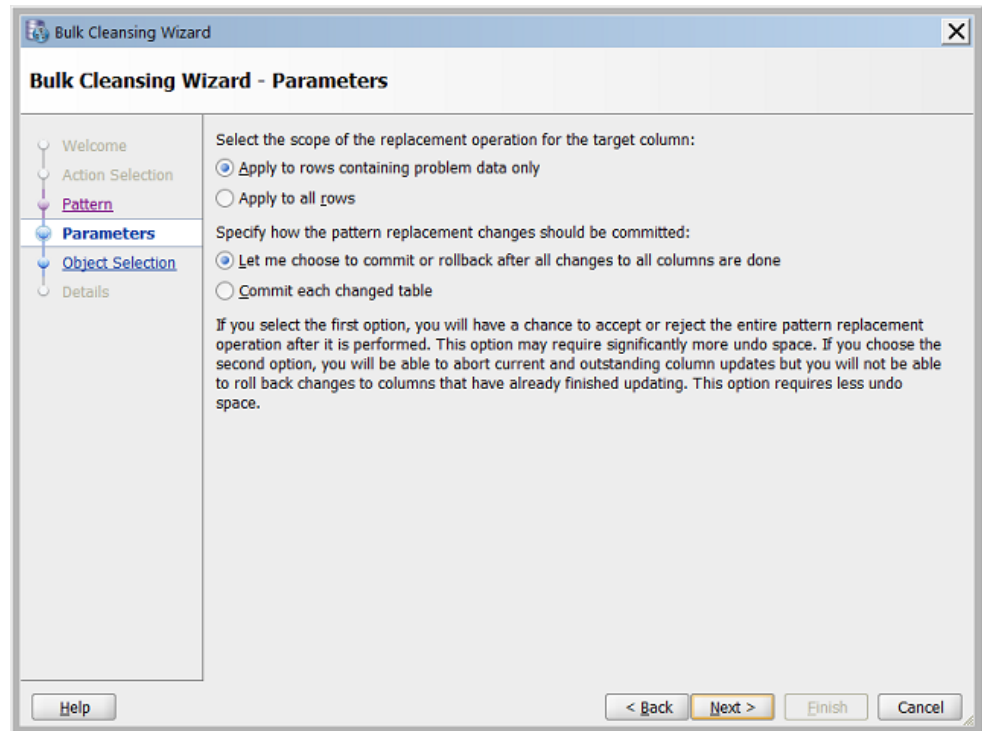 Bulk Cleansing Wizard
Bulk Cleansing Wizard - Parameters
Welcome
Action Selection
Pattern
Parameters
Object Selection
Details
Select the scope of the replacement operation for the target column:
Apply to rows containing problem data only
Apply to all rows
Specify how the pattern replacement changes should be committed:
Let me choose to commit or rollback after all changes to all columns are done
Commit each changed table
If you select the first option, you will have a chance to accept or reject the entire pattern replacement
operation after it is performed. This option may require significantly more undo space. If you choose the
second option, you will be able to abort current and outstanding column updates but you will not be able
to roll back changes to columns that have already finished updating. This option requires less undo
space.
Help
< Back
Next >
Finish
Cancel